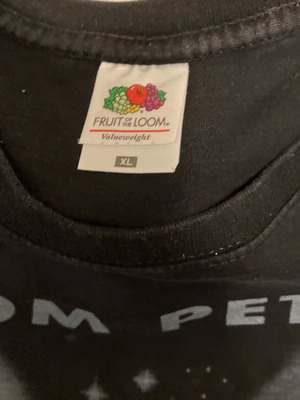 FRUIT OF THE LOOM
Valueweight
XL
OM PET